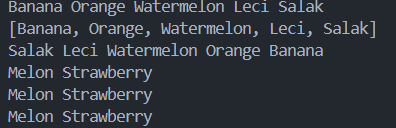 Banana Orange Watermelon Leci Salak
[Banana, Orange, Watermelon, Leci, Salak]
Salak Leci Watermelon Orange Banana
Melon Strawberry
Melon Strawberry
Melon Strawberry